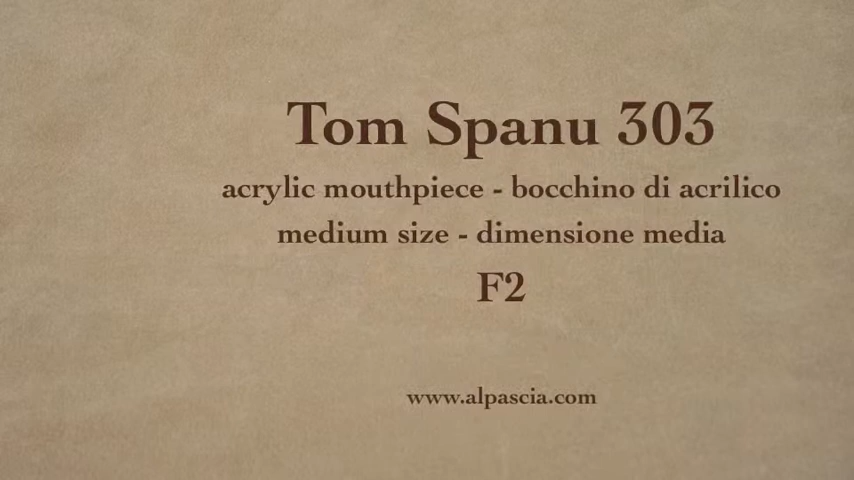 Tom Spanu 303
acrylic mouthpiece - bocchino di acrilico
medium size - dimensione media
F2
www.alpascia.com